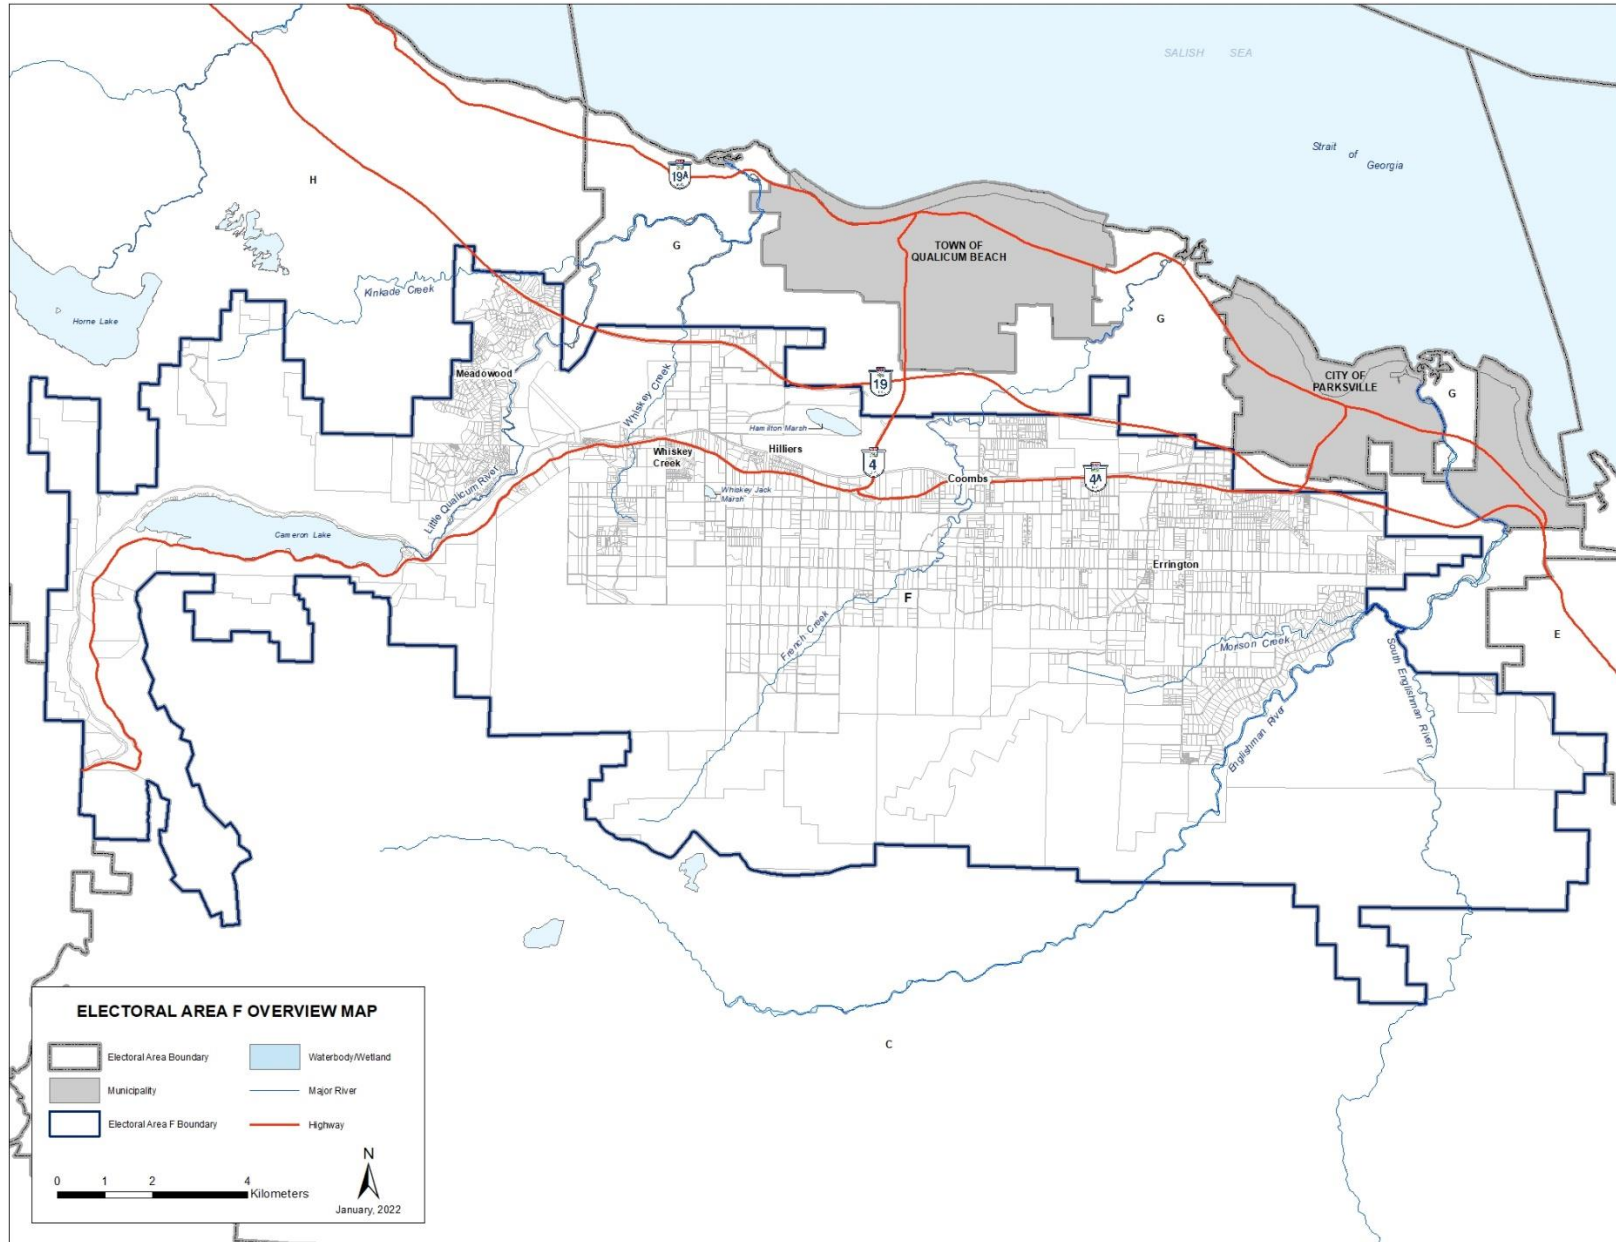 SALISH SEA
Strait of
Georgia
H
19A
G
TOWN OF
QUALICUM BEACH
Kinkade Creek
Horne Lake
G
Meadowood
19
CITY OF
PARKSVILLE
G
Whiskey Creek
Hamilton Marsh
Hilliers
Whiskey
Creek
4
Coombs
4A
Little Qualicum River
Whiskey Jack
Marsh
Cameron Lake
Errington
F
French Creek
Morison Creek
E
South Englishman River
Englishman River
C
ELECTORAL AREA F OVERVIEW MAP
Electoral Area Boundary
Waterbody/Wetland
Municipality
Major River
Electoral Area F Boundary
Highway
N
0 1 2 4
Kilometers
January, 2022